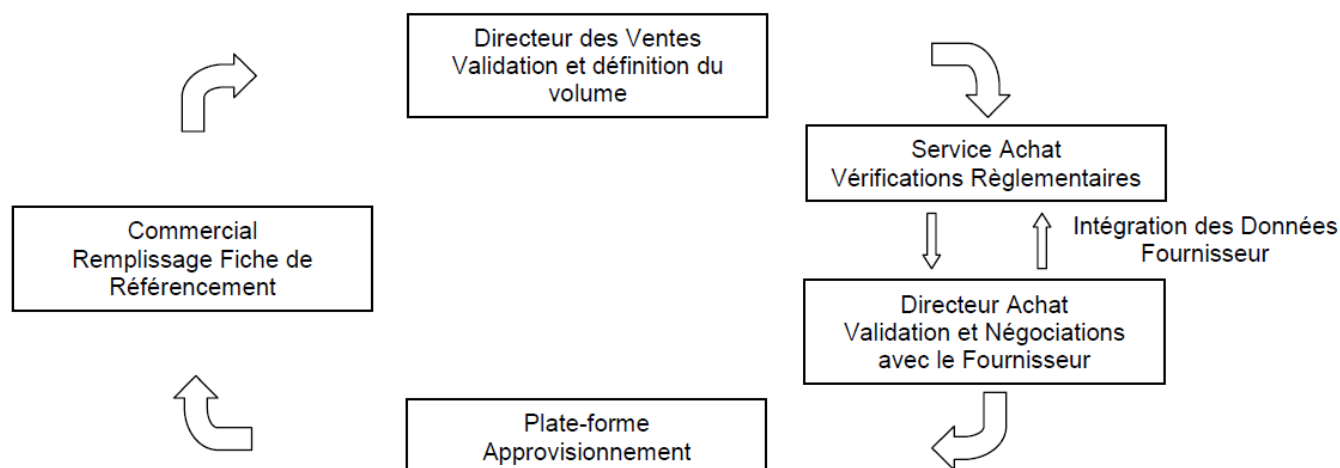 Directeur des Ventes
Validation et définition du
volume
Service Achat
Vérifications Règlementaires
Intégration des Données
Fournisseur
Commercial
Remplissage Fiche de
Référencement
Directeur Achat
Validation et Négociations
avec le Fournisseur
Plate-forme
Approvisionnement